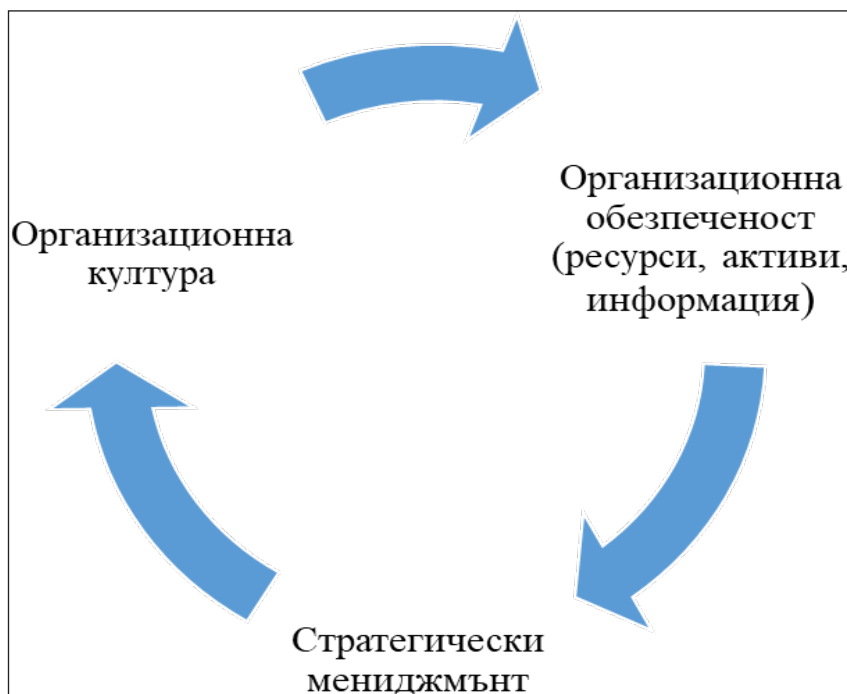 Организационна
обезпеченост
(ресурси, активи,
информация)
Стратегически
мениджмънт
Организационна
култура